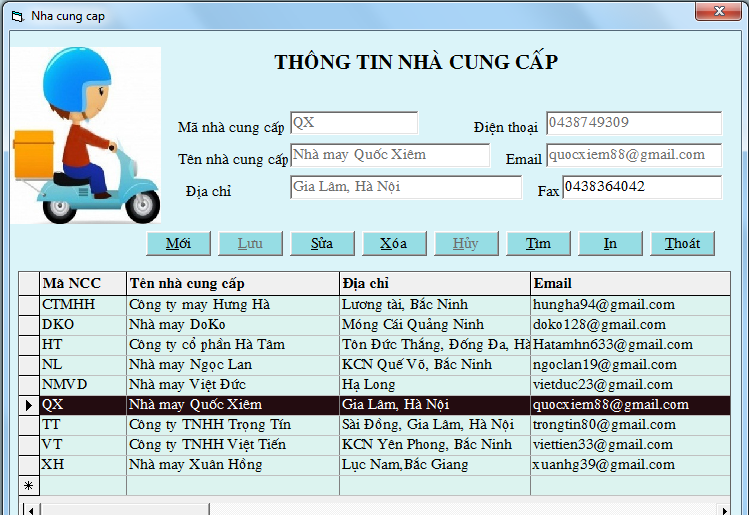 Nha cung cap
THÔNG TIN NHÀ CUNG CẤP
Mã nhà cung cấp QX Điện thoại 0438749309
Tên nhà cung cấp Nhà may Quốc Xiêm Email quocxiem88@gmail.com
Địa chỉ Gia Lâm, Hà Nội Fax 0438364042
Mới Lưu Sửa Xóa Hủy Tìm In Thoát
Mã NCC Tên nhà cung cấp Địa chỉ Email
CTMHH Công ty may Hưng Hà Lương tài, Bắc Ninh hungha94@gmail.com
DKO Nhà may DoKo Móng Cái Quảng Ninh doko128@gmail.com
HT Công ty cổ phần Hà Tâm Tôn Đức Thắng, Đống Đa, Hà Hatamhn633@gmail.com
NL Nhà may Ngọc Lan KCN Quế Võ, Bắc Ninh ngoclan19@gmail.com
NMVD Nhà may Việt Đức Hạ Long vietduc23@gmail.com
QX Nhà may Quốc Xiêm Gia Lâm, Hà Nội quocxiem88@gmail.com
TT Công ty TNHH Trọng Tín Sài Đồng, Gia Lâm, Hà Nội trongtin80@gmail.com
VT Công ty TNHH Việt Tiến KCN Yên Phong, Bắc Ninh viettien33@gmail.com
XH Nhà may Xuân Hồng Lục Nam,Bắc Giang xuanhg39@gmail.com